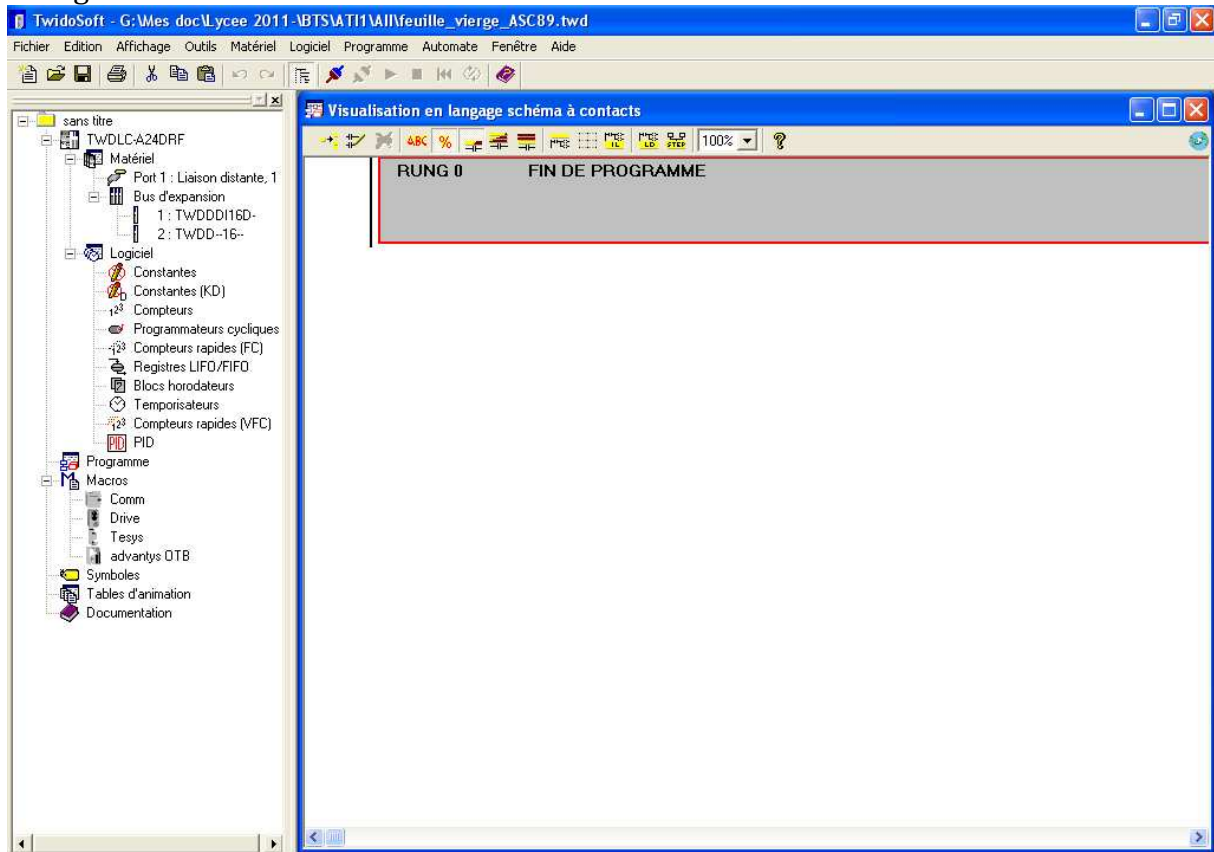 TwidoSoft - G:\Mes doc\Lycee 2011-\BTS\ATI1\AII\feuille_vierge_ASC89.twd
Fichier Edition Affichage Outils Matériel Logiciel Programme Automate Fenêtre Aide
sans titre
TWDLC-A24DRF
Matériel
Port 1 : Liaison distante, 1
Bus d'expansion
1 : TWDDDI16D-
2 : TWDD--16--
Logiciel
Constantes
Constantes (KD)
Compteurs
Programmateurs cycliques
Compteurs rapides (FC)
Registres LIFO/FIFO
Blocs horodateurs
Temporisateurs
Compteurs rapides (VFC)
PID PID
Programme
Macros
Comm
Drive
Tesys
advantys OTB
Symboles
Tables d'animation
Documentation
Visualisation en langage schéma à contacts
ABC % 100%
RUNG 0 FIN DE PROGRAMME